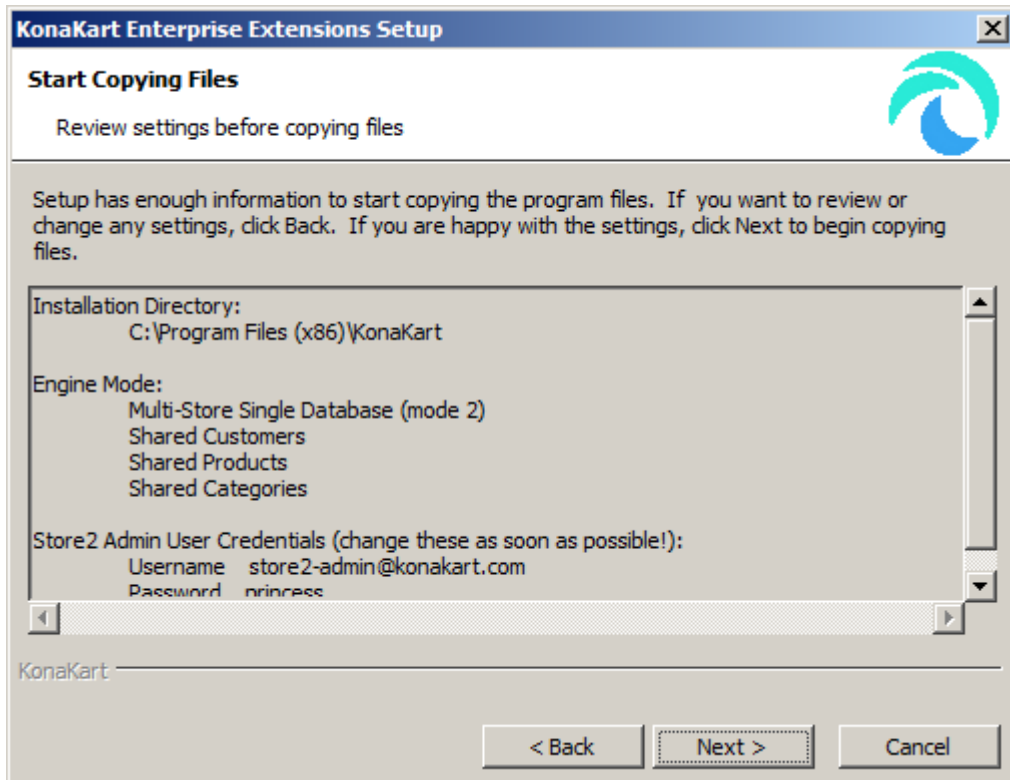 KonaKart Enterprise Extensions Setup
Start Copying Files
Review settings before copying files
Setup has enough information to start copying the program files. If you want to review or
change any settings, click Back. If you are happy with the settings, click Next to begin copying
files.
Installation Directory:
C:\Program Files (x86)\KonaKart
Engine Mode:
Multi-Store Single Database (mode 2)
Shared Customers
Shared Products
Shared Categories
Store2 Admin User Credentials (change these as soon as possible!):
Username store2-admin@konakart.com
Password princess
KonaKart
< Back Next > Cancel